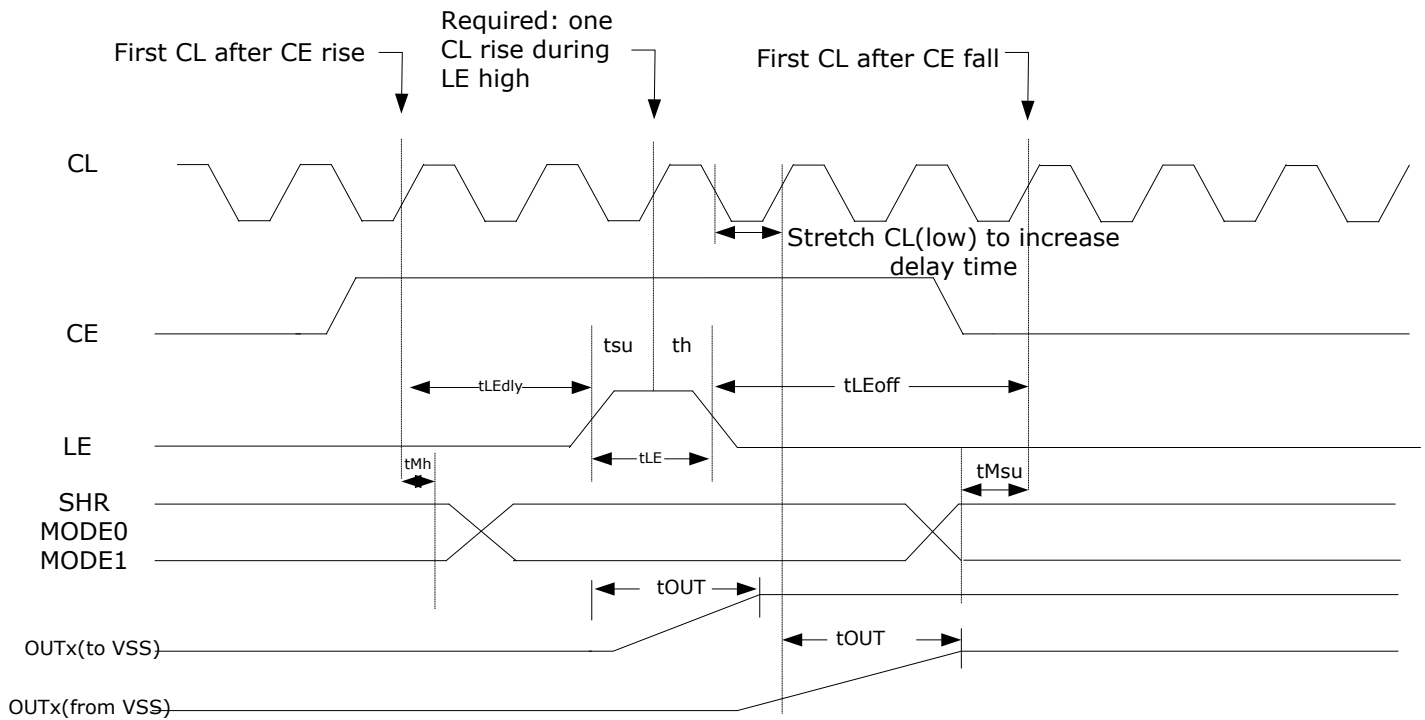 First CL after CE rise
Required: one
CL rise during
LE high
First CL after CE fall
CL
Stretch CL(low) to increase
delay time
CE
tsu
th
tLEdly
tLEoff
LE
tLE
tMh
tMsu
SHR
MODE0
MODE1
tOUT
OUTx(to VSS)
tOUT
OUTx(from VSS)